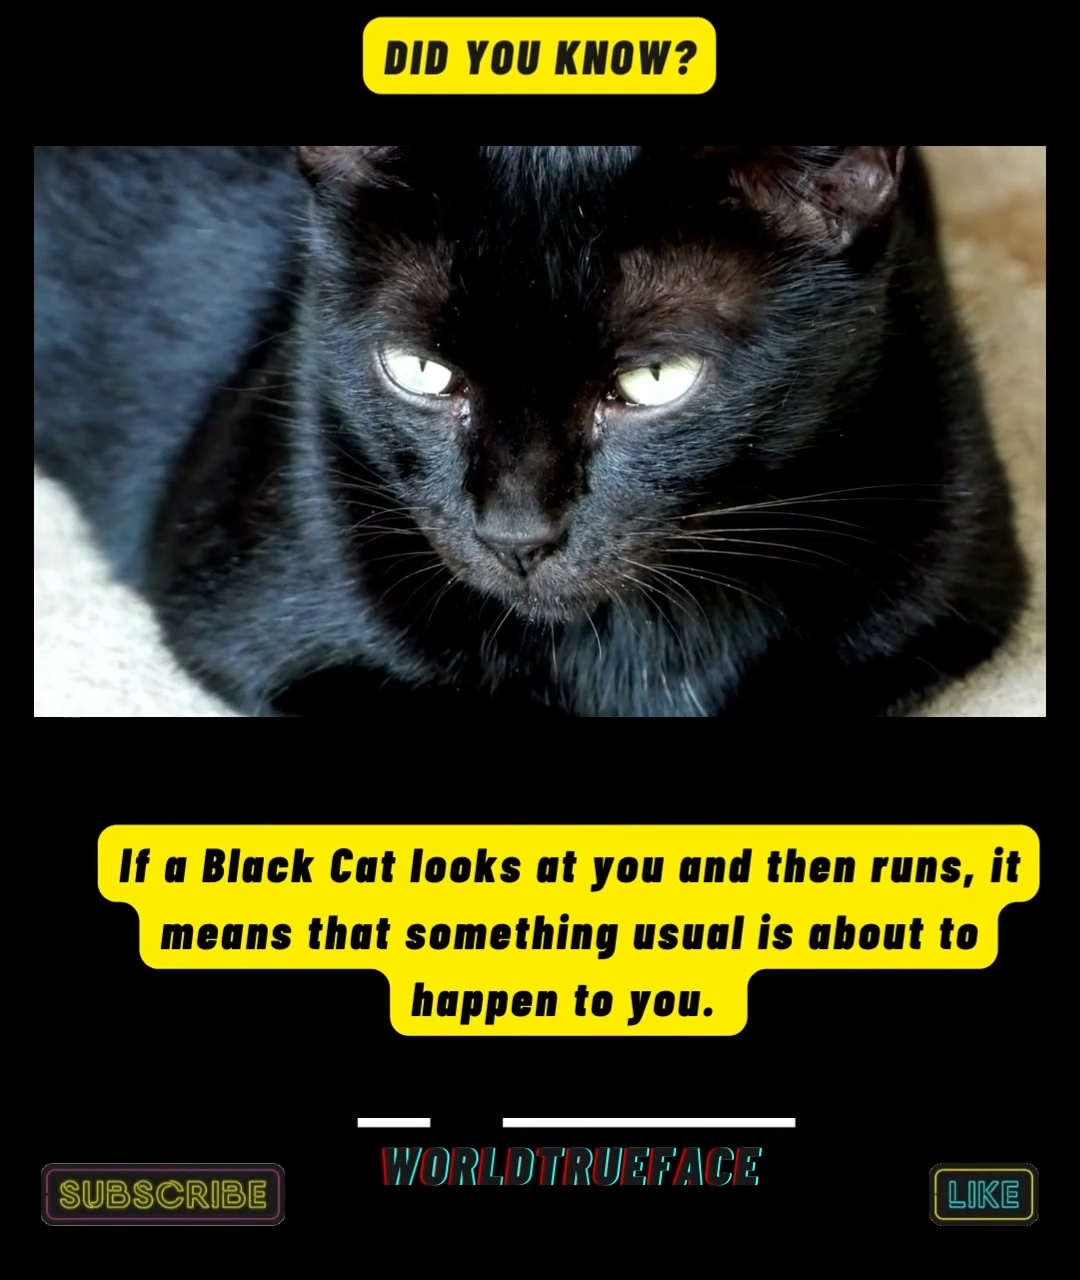 DID YOU KNOW?
If a Black Cat looks at you and then runs, it
means that something usual is about to
happen to you.
WORLDTRUEFACE
SUBSCRIBE
LIKE